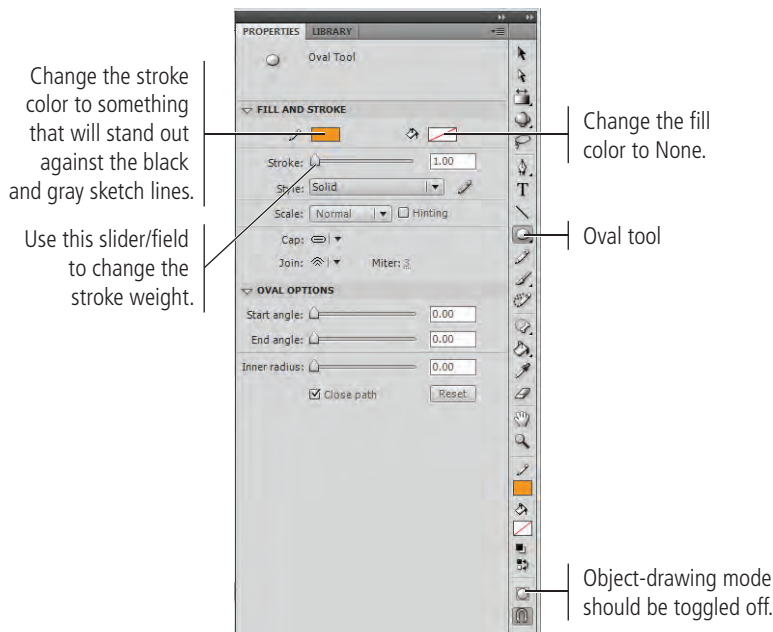 PROPERTIES LIBRARY
Oval Tool
Change the stroke
color to something
that will stand out
against the black
and gray sketch lines.
FILL AND STROKE
Change the fill
color to None.
Stroke: 1.00
Style: Solid
Scale: Normal Hinting
Use this slider/field
to change the
stroke weight.
Oval tool
Cap:
Join: Miter: 3
OVAL OPTIONS
Start angle: 0.00
End angle: 0.00
Inner radius: 0.00
Close path Reset
T
Object-drawing mode
should be toggled off.